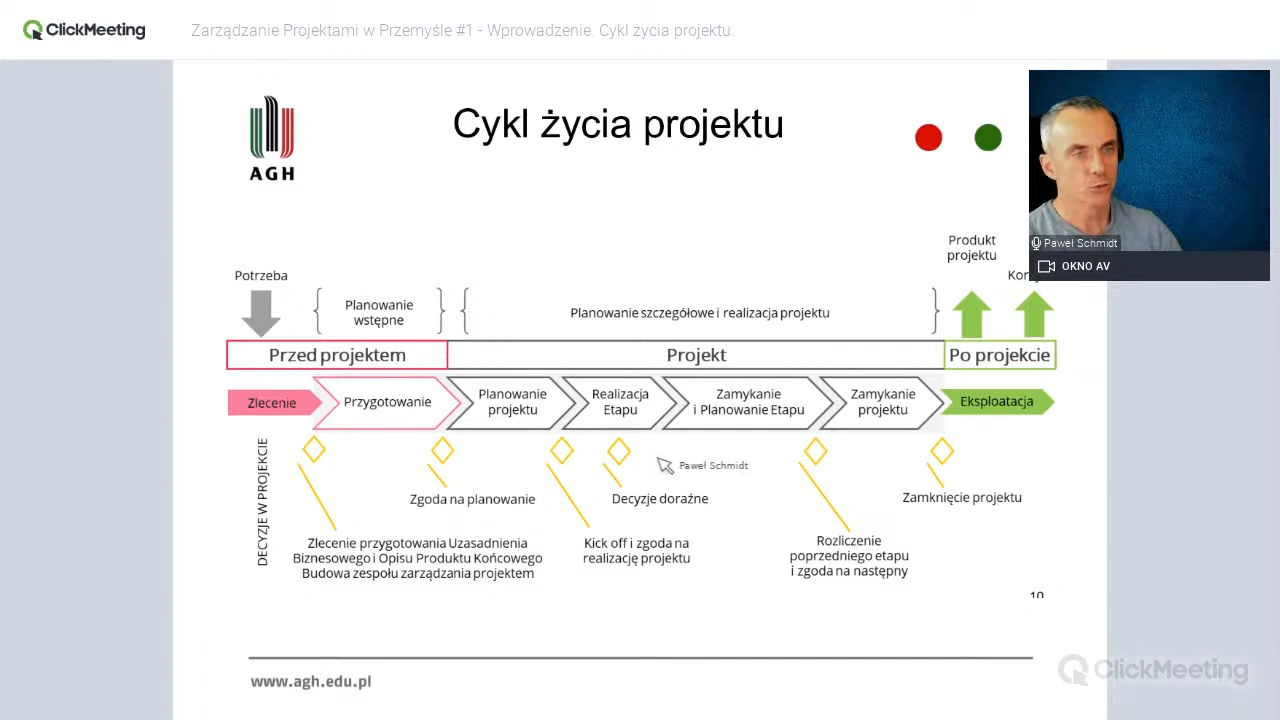 ClickMeeting
Zarządzanie Projektami w Przemyśle #1 - Wprowadzenie. Cykl życia projektu.
AGH
Cykl życia projektu
Paweł Schmidt
OKNO AV
Produkt
projektu
Potrzeba
Planowanie
wstępne
Planowanie szczegółowe i realizacja projektu
Przed projektem
Projekt
Po projekcie
Zlecenie
Przygotowanie
Planowanie
projektu
Realizacja
Etapu
Zamykanie
i Planowanie Etapu
Zamykanie
projektu
Eksploatacja
DECYZJE W PROJEKCIE
Paweł Schmidt
Zgoda na planowanie
Decyzje doraźne
Zamknięcie projektu
Zlecenie przygotowania Uzasadnienia
Biznesowego i Opisu Produktu Końcowego
Budowa zespołu zarządzania projektem
Kick off i zgoda na
realizację projektu
Rozliczenie
poprzedniego etapu
i zgoda na następny
10
www.agh.edu.pl
ClickMeeting